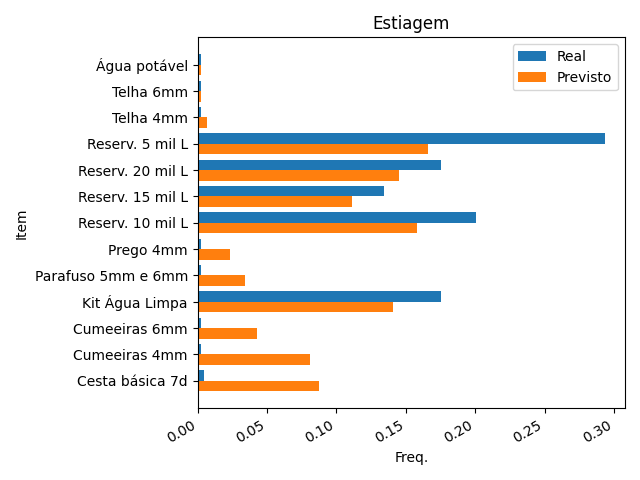 Estiagem
Real
Previsto
Água potável
Telha 6mm
Telha 4mm
Reserv. 5 mil L
Reserv. 20 mil L
Reserv. 15 mil L
Reserv. 10 mil L
Prego 4mm
Parafuso 5mm e 6mm
Kit Água Limpa
Cumeeiras 6mm
Cumeeiras 4mm
Cesta básica 7d
Item
0.00 0.05 0.10 0.15 0.20 0.25 0.30
Freq.